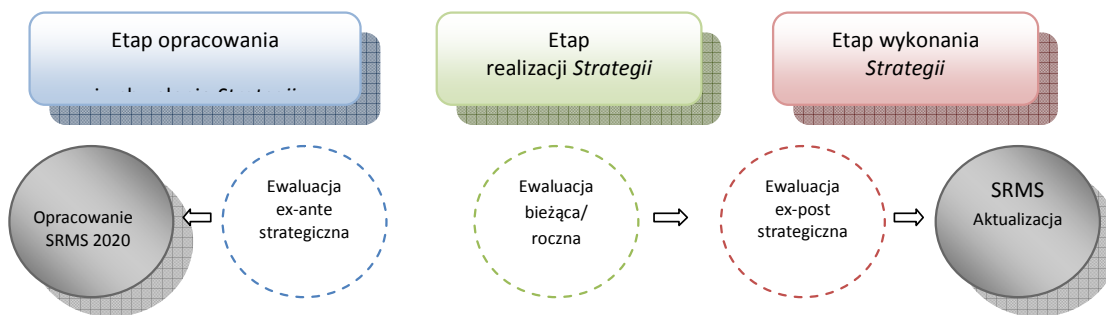 Etap opracowania
Strategii
Etap
realizacji Strategii
Etap wykonania
Strategii
Opracowanie
SRMS 2020
Ewaluacja
ex-ante
strategiczna
Ewaluacja
bieżąca/
roczna
Ewaluacja
ex-post
strategiczna
SRMS
Aktualizacja